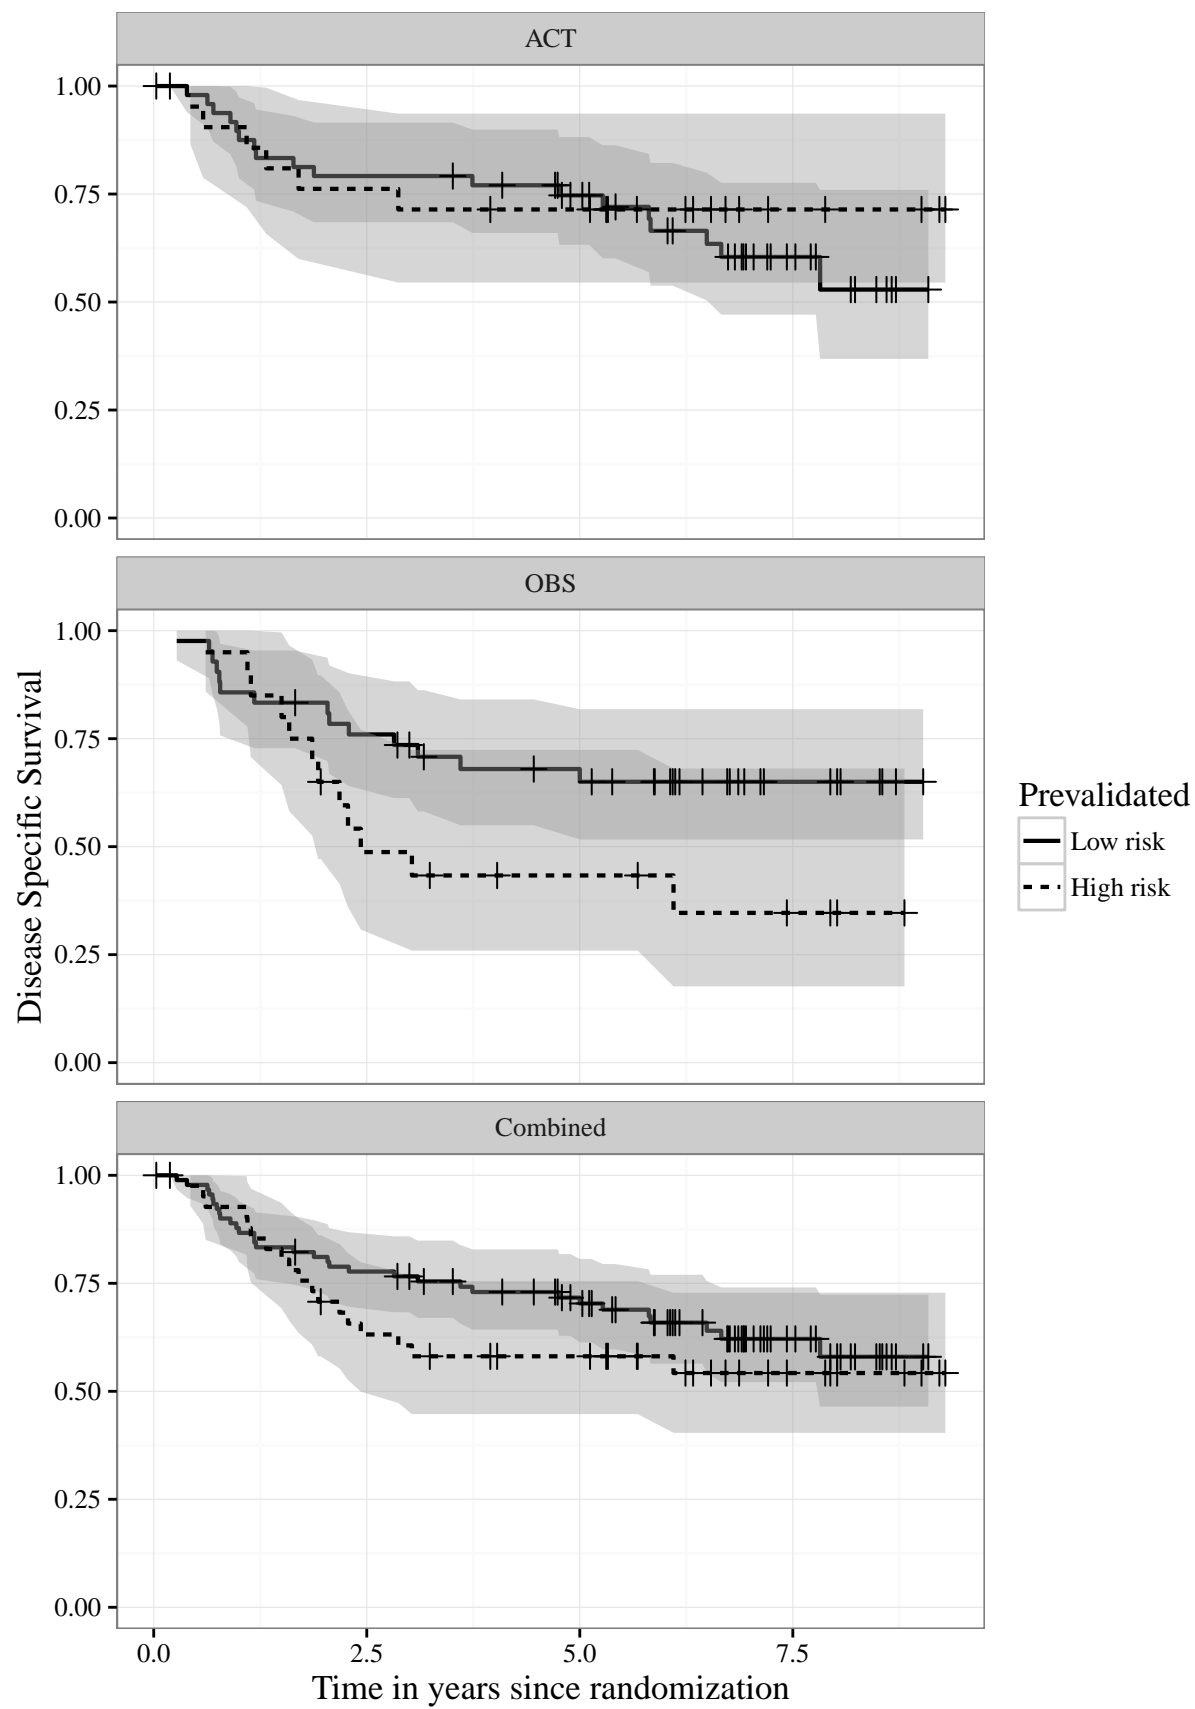 ACT
1.00
0.75
0.50
0.25
0.00
OBS
1.00
0.75
0.50
0.25
0.00
Disease Specific Survival
Prevalidated
Low risk
High risk
Combined
1.00
0.75
0.50
0.25
0.00
0.0 2.5 5.0 7.5
Time in years since randomization